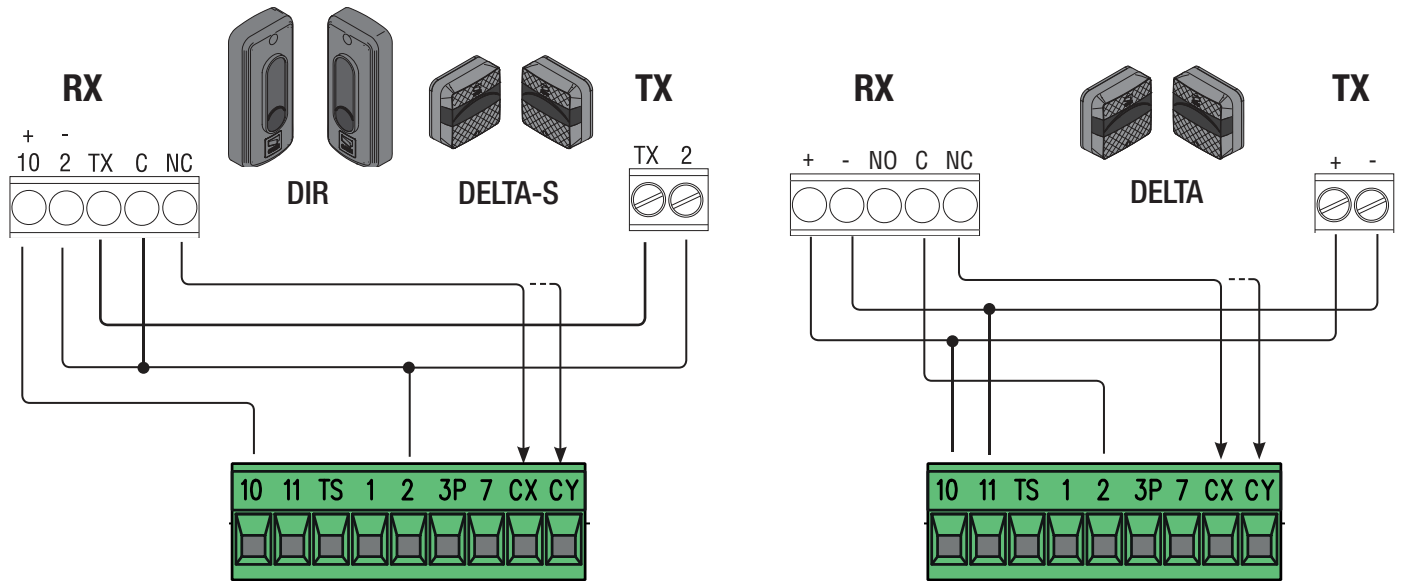 RX
TX
+ -
10 2 TX C NC
TX 2
DIR
DELTA-S
10 11 TS 1 2 3P 7 CX CY
RX
TX
+ - NO C NC
+ -
DELTA
10 11 TS 1 2 3P 7 CX CY